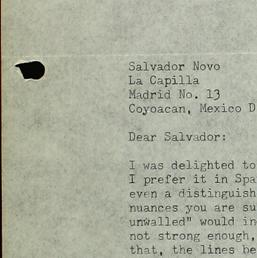 Salvador Novo
La Capilla
Madrid No. 13
Coyoacan, Mexico D
Dear Salvador:
I was delighted to
I prefer it in Spa
even a distinguish
nuances you are su
unwalled" would in
not strong enough,
that, the lines be